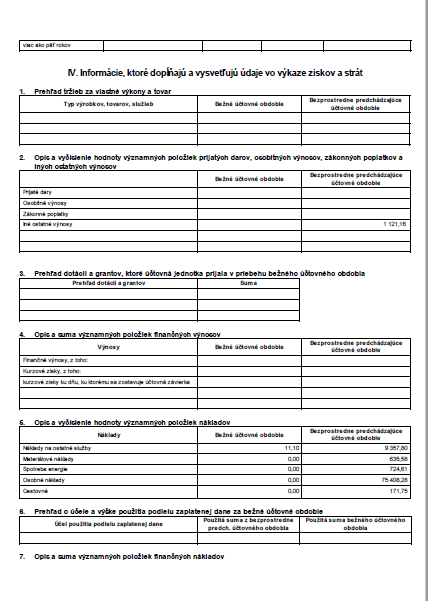 viac ako päť rokov
IV. Informácie, ktoré dopĺňajú a vysvetľujú údaje vo výkaze ziskov a strát
1. Prehľad tržieb za vlastné výkony a tovar
Typ výrobkov, tovarov, služieb Bežné účtovné obdobie Bezprostredne predchádzajúce
účtovné obdobie
2. Opis a vyčíslenie hodnoty významných položiek prijatých darov, osobitných výnosov, zákonných poplatkov a
iných ostatných výnosov
Bežné účtovné obdobie Bezprostredne predchádzajúce
účtovné obdobie
Prijaté dary
Osobitné výnosy
Zákonné poplatky
Iné ostatné výnosy 1 121,16
3. Prehľad dotácií a grantov, ktoré účtovná jednotka prijala v priebehu bežného účtovného obdobia
Prehľad dotácií a grantov Suma
4. Opis a suma významných položiek finančných výnosov
Výnosy Bežné účtovné obdobie Bezprostredne predchádzajúce
účtovné obdobie
Finančné výnosy, z toho:
Kurzové zisky, z toho:
kurzové zisky ku dňu, ku ktorému sa zostavuje účtovná závierka
5. Opis a vyčíslenie hodnoty významných položiek nákladov
Náklady Bežné účtovné obdobie Bezprostredne predchádzajúce
účtovné obdobie
Náklady na ostatné služby 11,10 9 357,80
Materiálové náklady 0,00 635,58
Spotreba energie 0,00 724,61
Osobné náklady 0,00 75 408,28
Cestovné 0,00 171,75
6. Prehľad o účele a výške použitia podielu zaplatenej dane za bežné účtovné obdobie
Účel použitia podielu zaplatenej dane Použitá suma z bezprostredne
predch. účtovného obdobia Použitá suma bežného účtovného
obdobia
7. Opis a suma významných položiek finančných nákladov